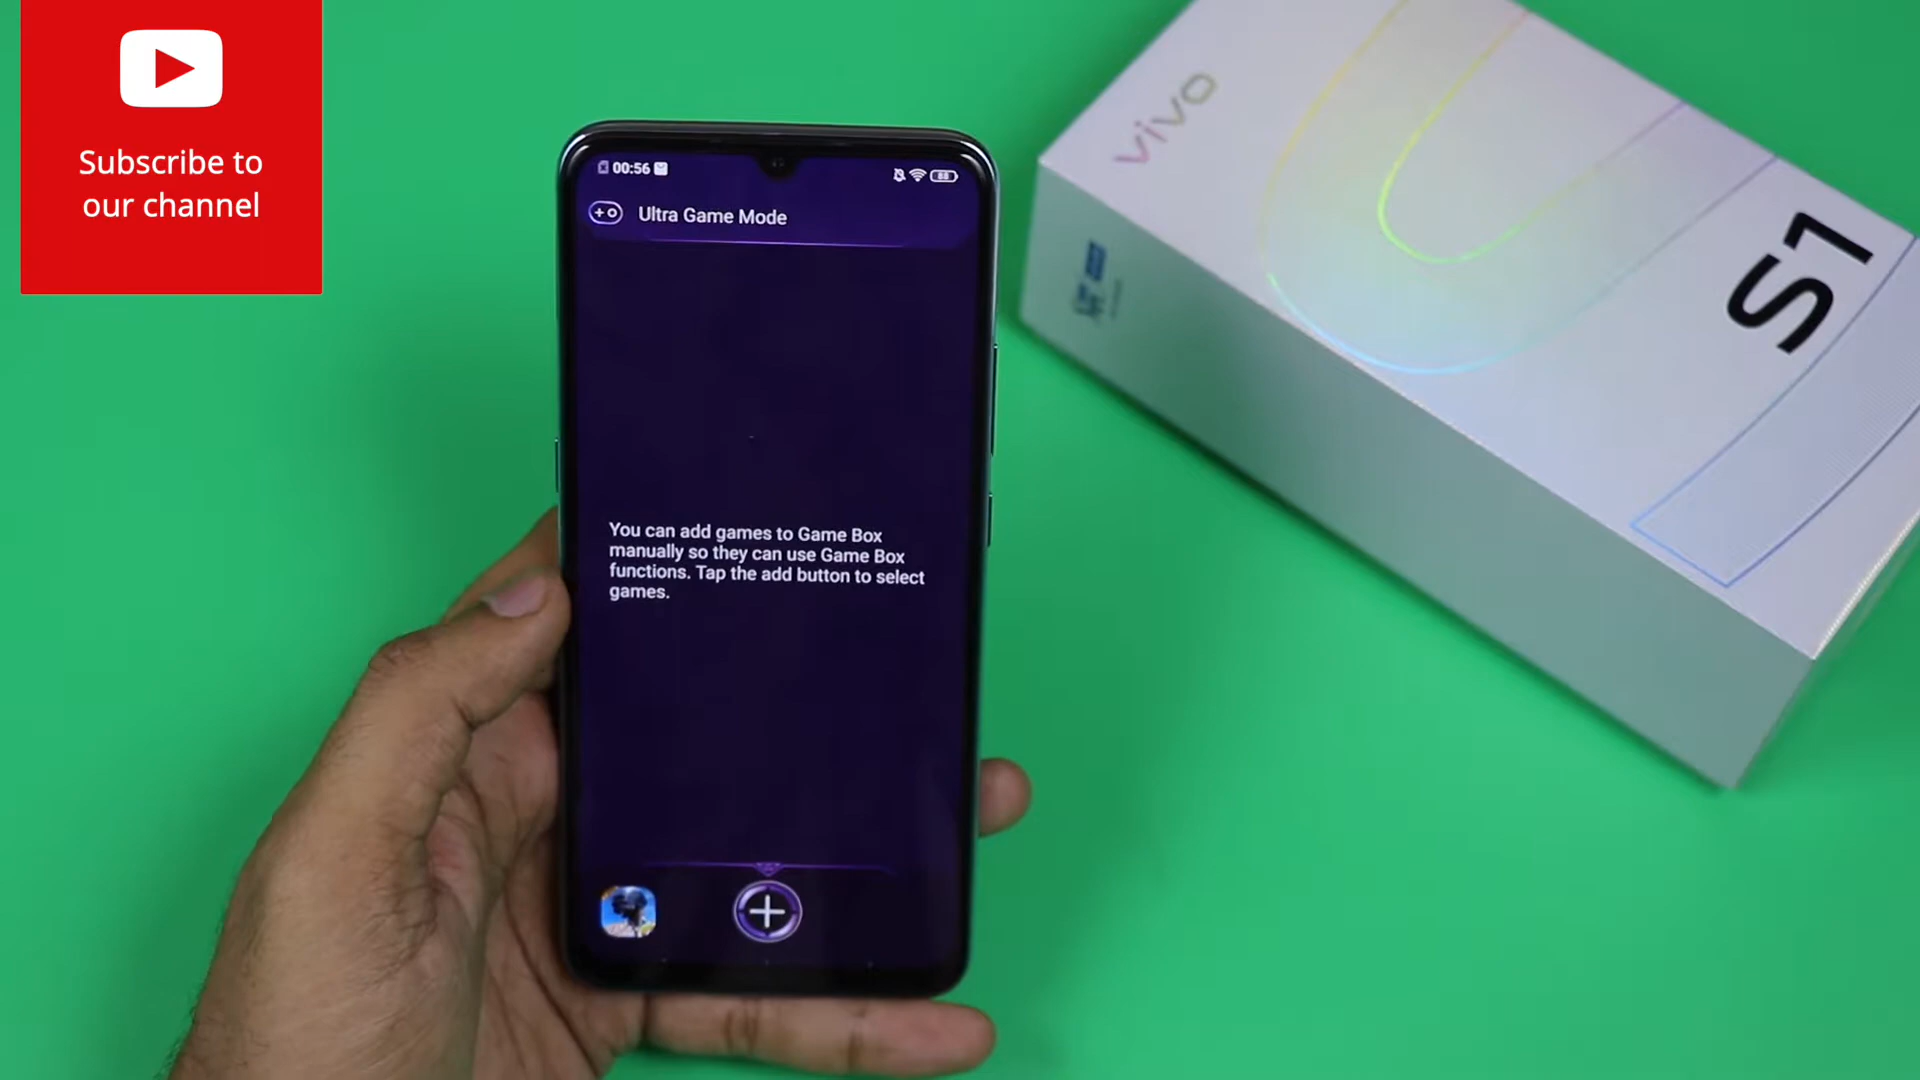 Subscribe to
our channel
00:56
88
Ultra Game Mode
You can add games to Game Box
manually so they can use Game Box
functions. Tap the add button to select
games.
vivo
S1